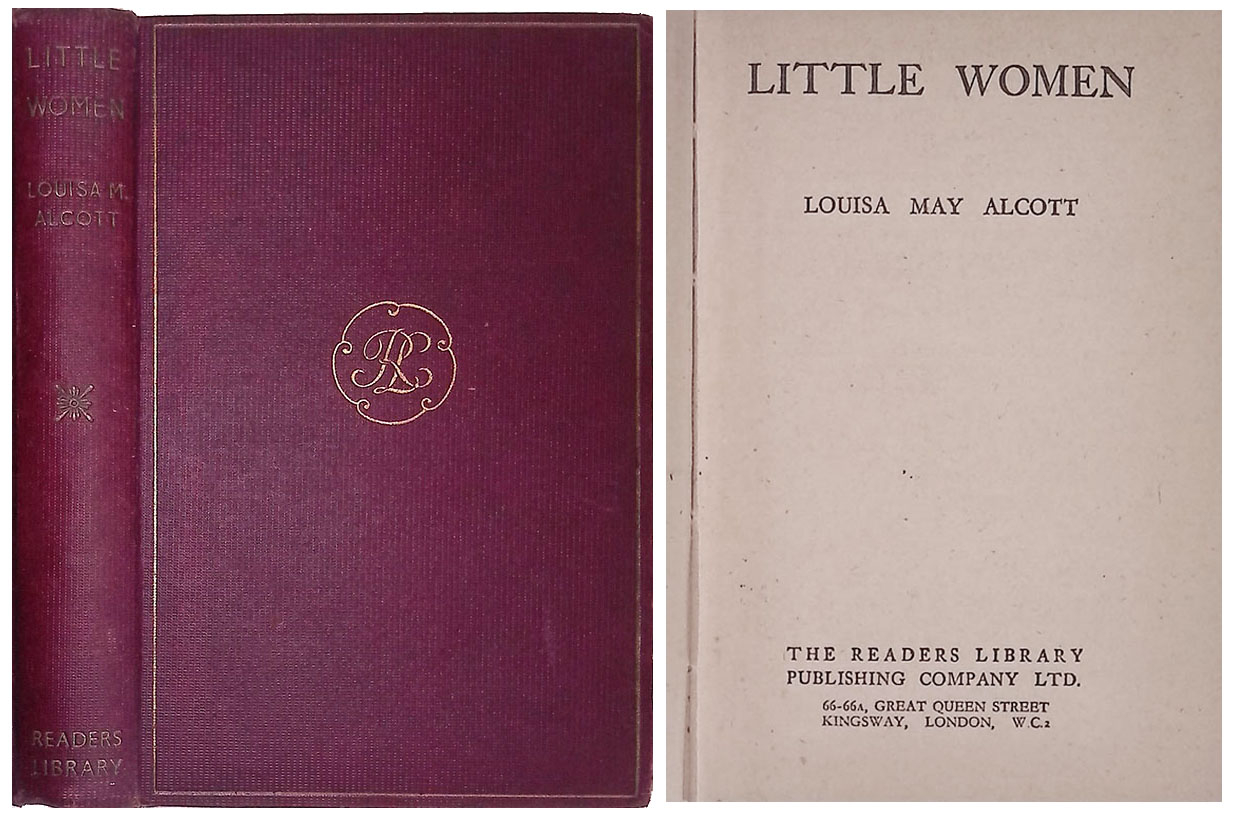 LITTLE
WOMEN
LOUISA M.
ALCOTT
READERS
LIBRARY
RL
LITTLE WOMEN
LOUISA MAY ALCOTT
THE READERS LIBRARY
PUBLISHING COMPANY LTD.
66-66A, GREAT QUEEN STREET
KINGSWAY, LONDON, W.C.2